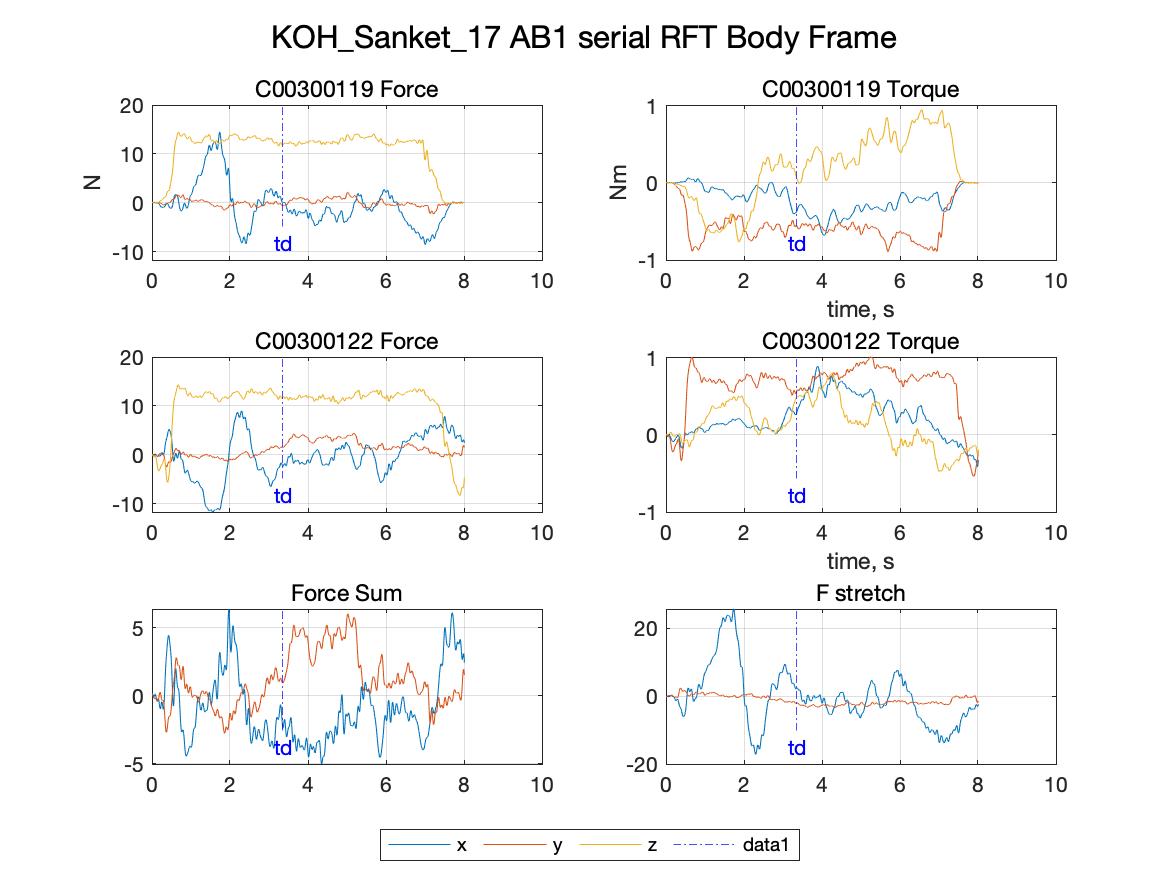 KOH_Sanket_17 AB1 serial RFT Body Frame
C00300119 Force
20
10
0
-10
N
td
0 2 4 6 8 10
C00300119 Torque
1
0
-1
Nm
td
0 2 4 6 8 10
time, s
C00300122 Force
20
10
0
-10
td
0 2 4 6 8 10
C00300122 Torque
1
0
-1
td
0 2 4 6 8 10
time, s
Force Sum
5
0
-5
td
0 2 4 6 8 10
F stretch
20
0
-20
td
0 2 4 6 8 10
x y z data1